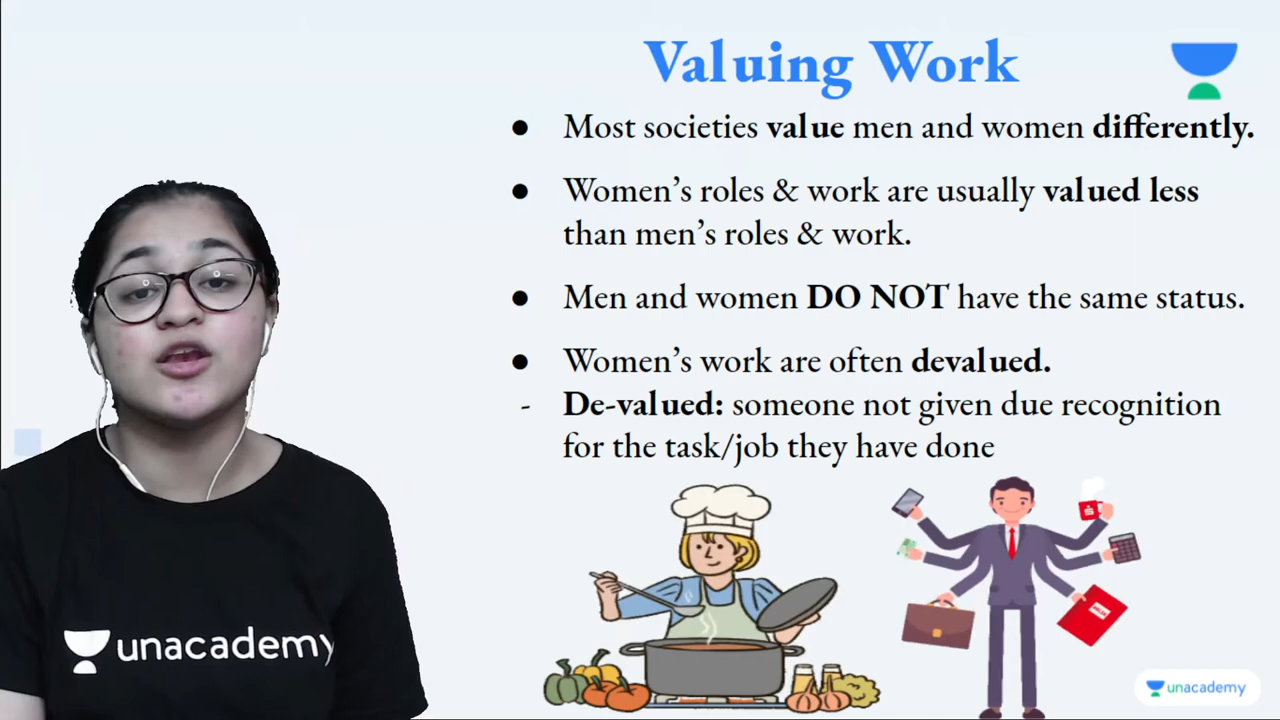 Valuing Work
● Most societies value men and women differently.
● Women's roles & work are usually valued less
than men's roles & work.
● Men and women DO NOT have the same status.
● Women's work are often devalued.
- De-valued: someone not given due recognition
for the task/job they have done
unacademy
unacademy